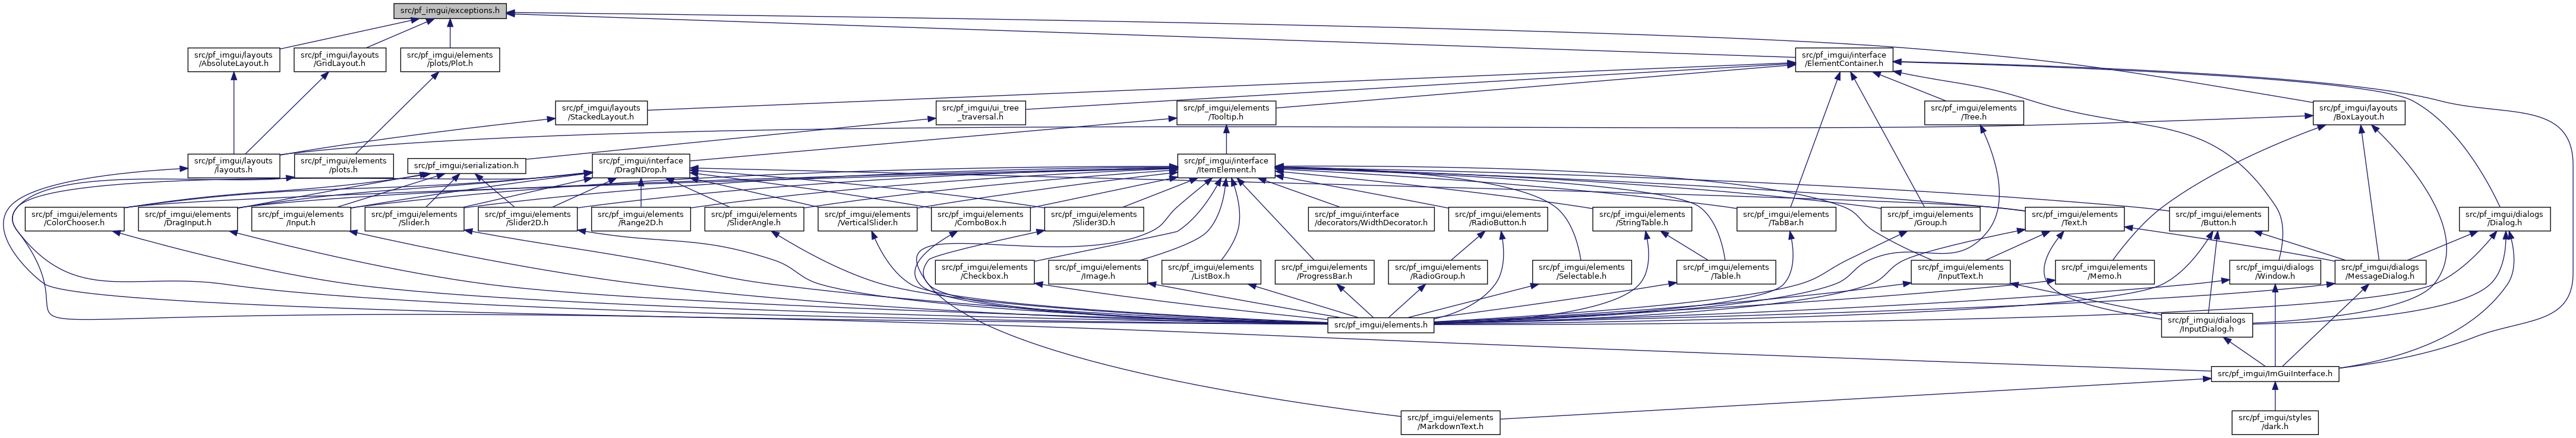 src/pf_imgui/exceptions.h
src/pf_imgui/layouts
/AbsoluteLayout.h
src/pf_imgui/layouts
/GridLayout.h
src/pf_imgui/elements
/plots/Plot.h
src/pf_imgui/interface
/ElementContainer.h
src/pf_imgui/layouts
/StackedLayout.h
src/pf_imgui/ui_tree
_traversal.h
src/pf_imgui/elements
/Tooltip.h
src/pf_imgui/elements
/Tree.h
src/pf_imgui/layouts
/BoxLayout.h
src/pf_imgui/layouts
/layouts.h
src/pf_imgui/elements
/plots.h
src/pf_imgui/serialization.h
src/pf_imgui/interface
/DragNDrop.h
src/pf_imgui/interface
/ItemElement.h
src/pf_imgui/elements
/ColorChooser.h
src/pf_imgui/elements
/DragInput.h
src/pf_imgui/elements
/Input.h
src/pf_imgui/elements
/Slider.h
src/pf_imgui/elements
/Slider2D.h
src/pf_imgui/elements
/Range2D.h
src/pf_imgui/elements
/SliderAngle.h
src/pf_imgui/elements
/VerticalSlider.h
src/pf_imgui/elements
/ComboBox.h
src/pf_imgui/elements
/Slider3D.h
src/pf_imgui/interface
/decorators/WidthDecorator.h
src/pf_imgui/elements
/RadioButton.h
src/pf_imgui/elements
/StringTable.h
src/pf_imgui/elements
/TabBar.h
src/pf_imgui/elements
/Group.h
src/pf_imgui/elements
/Text.h
src/pf_imgui/elements
/Button.h
src/pf_imgui/dialogs
/Dialog.h
src/pf_imgui/elements
/Checkbox.h
src/pf_imgui/elements
/Image.h
src/pf_imgui/elements
/ListBox.h
src/pf_imgui/elements
/ProgressBar.h
src/pf_imgui/elements
/RadioGroup.h
src/pf_imgui/elements
/Selectable.h
src/pf_imgui/elements
/Table.h
src/pf_imgui/elements
/InputText.h
src/pf_imgui/elements
/Memo.h
src/pf_imgui/dialogs
/Window.h
src/pf_imgui/dialogs
/MessageDialog.h
src/pf_imgui/elements.h
src/pf_imgui/dialogs
/InputDialog.h
src/pf_imgui/ImGuiInterface.h
src/pf_imgui/elements
/MarkdownText.h
src/pf_imgui/styles
/dark.h